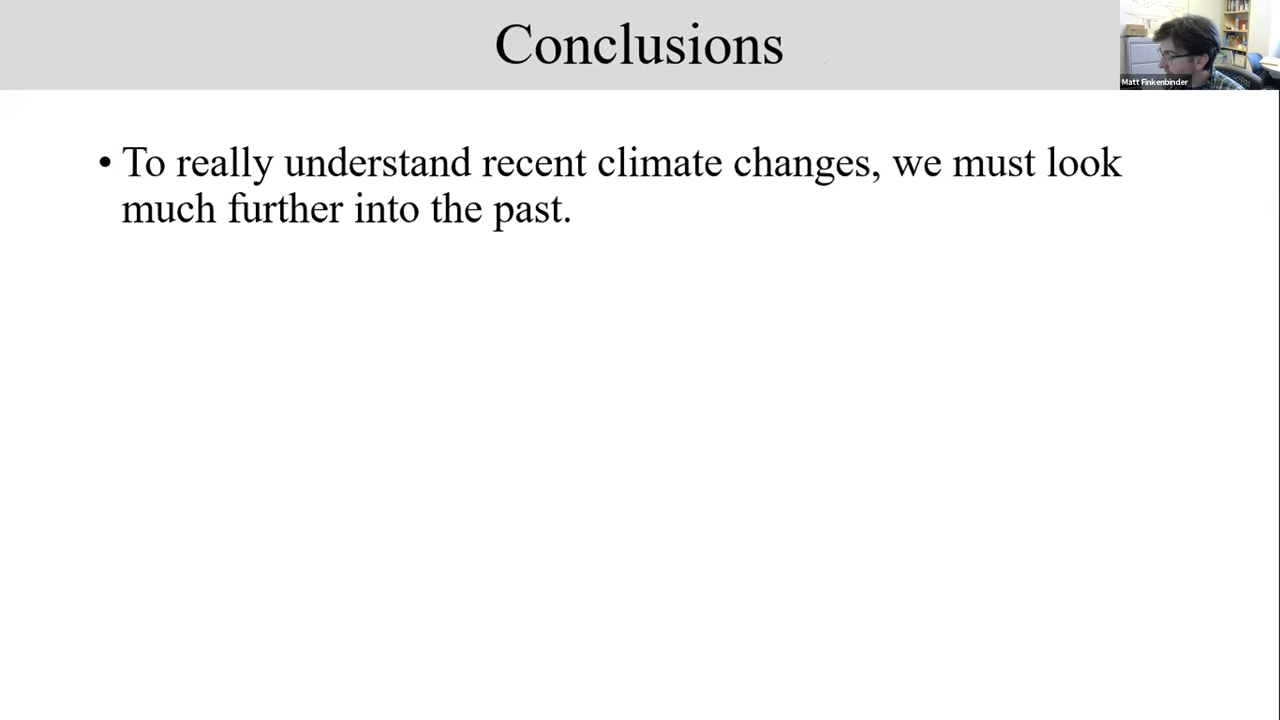 Conclusions
Matt Finkenbinder
• To really understand recent climate changes, we must look
much further into the past.